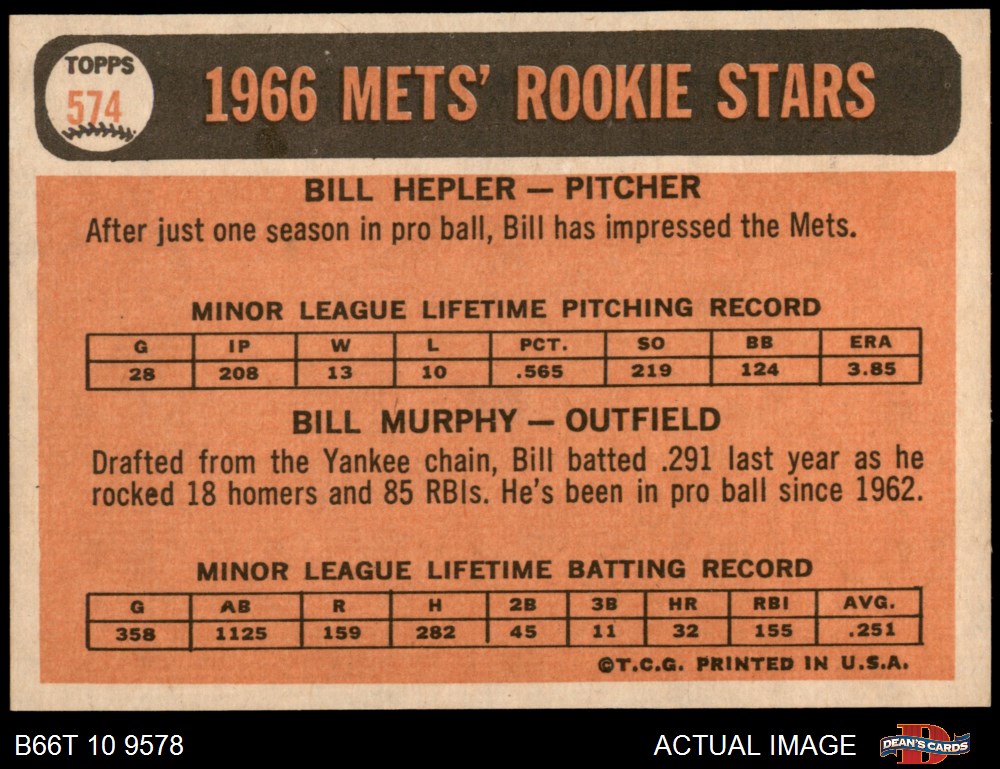 TOPPS
574
1966 METS' ROOKIE STARS
BILL HEPLER — PITCHER
After just one season in pro ball, Bill has impressed the Mets.
MINOR LEAGUE LIFETIME PITCHING RECORD
G IP W L PCT. SO BB ERA
28 208 13 10 .565 219 124 3.85
BILL MURPHY — OUTFIELD
Drafted from the Yankee chain, Bill batted .291 last year as he
rocked 18 homers and 85 RBIs. He's been in pro ball since 1962.
MINOR LEAGUE LIFETIME BATTING RECORD
G AB R H 2B 3B HR RBI AVG.
358 1125 159 282 45 11 32 155 .251
©T.C.G. PRINTED IN U.S.A.
B66T 10 9578
ACTUAL IMAGE
D
DEAN'S CARDS